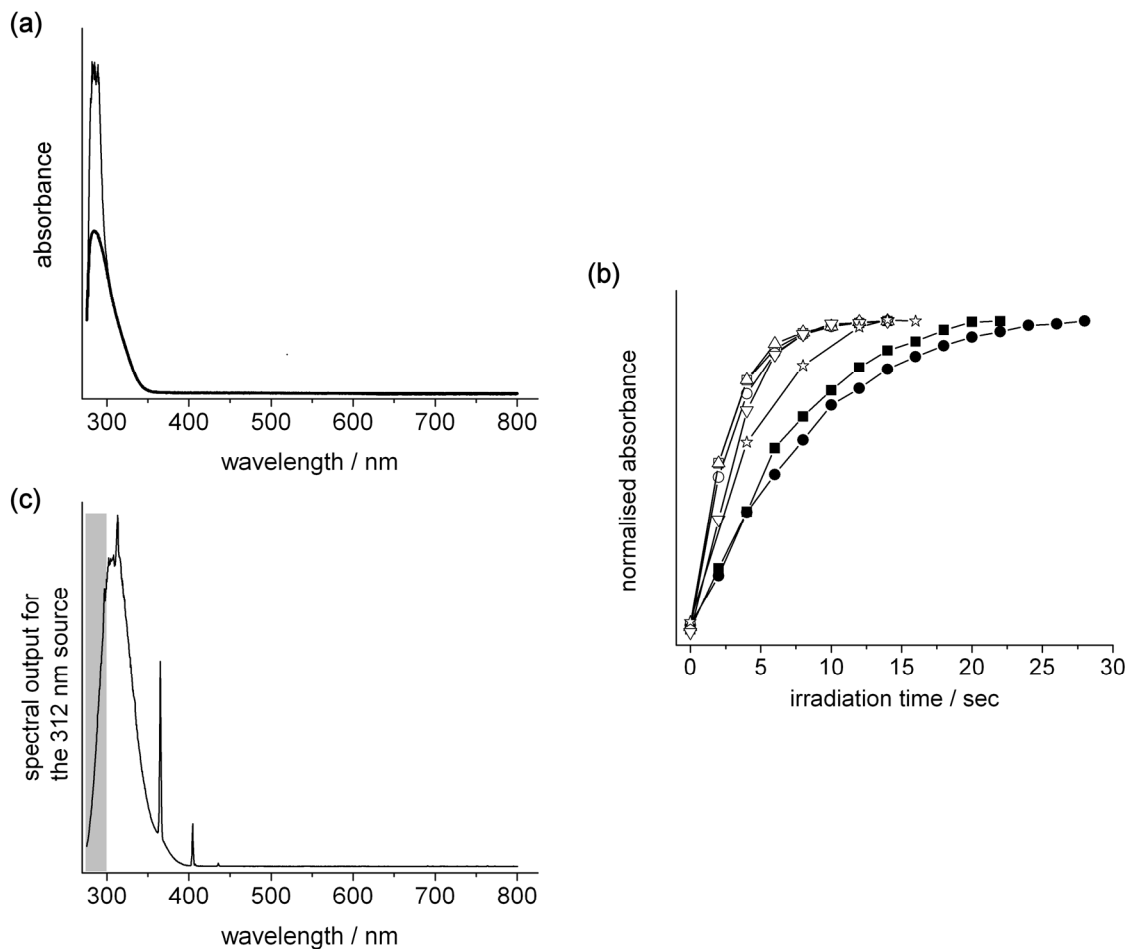 (a)
absorbance
300 400 500 600 700 800
wavelength / nm
(b)
normalised absorbance
0 5 10 15 20 25 30
irradiation time / sec
(c)
spectral output for
the 312 nm source
300 400 500 600 700 800
wavelength / nm